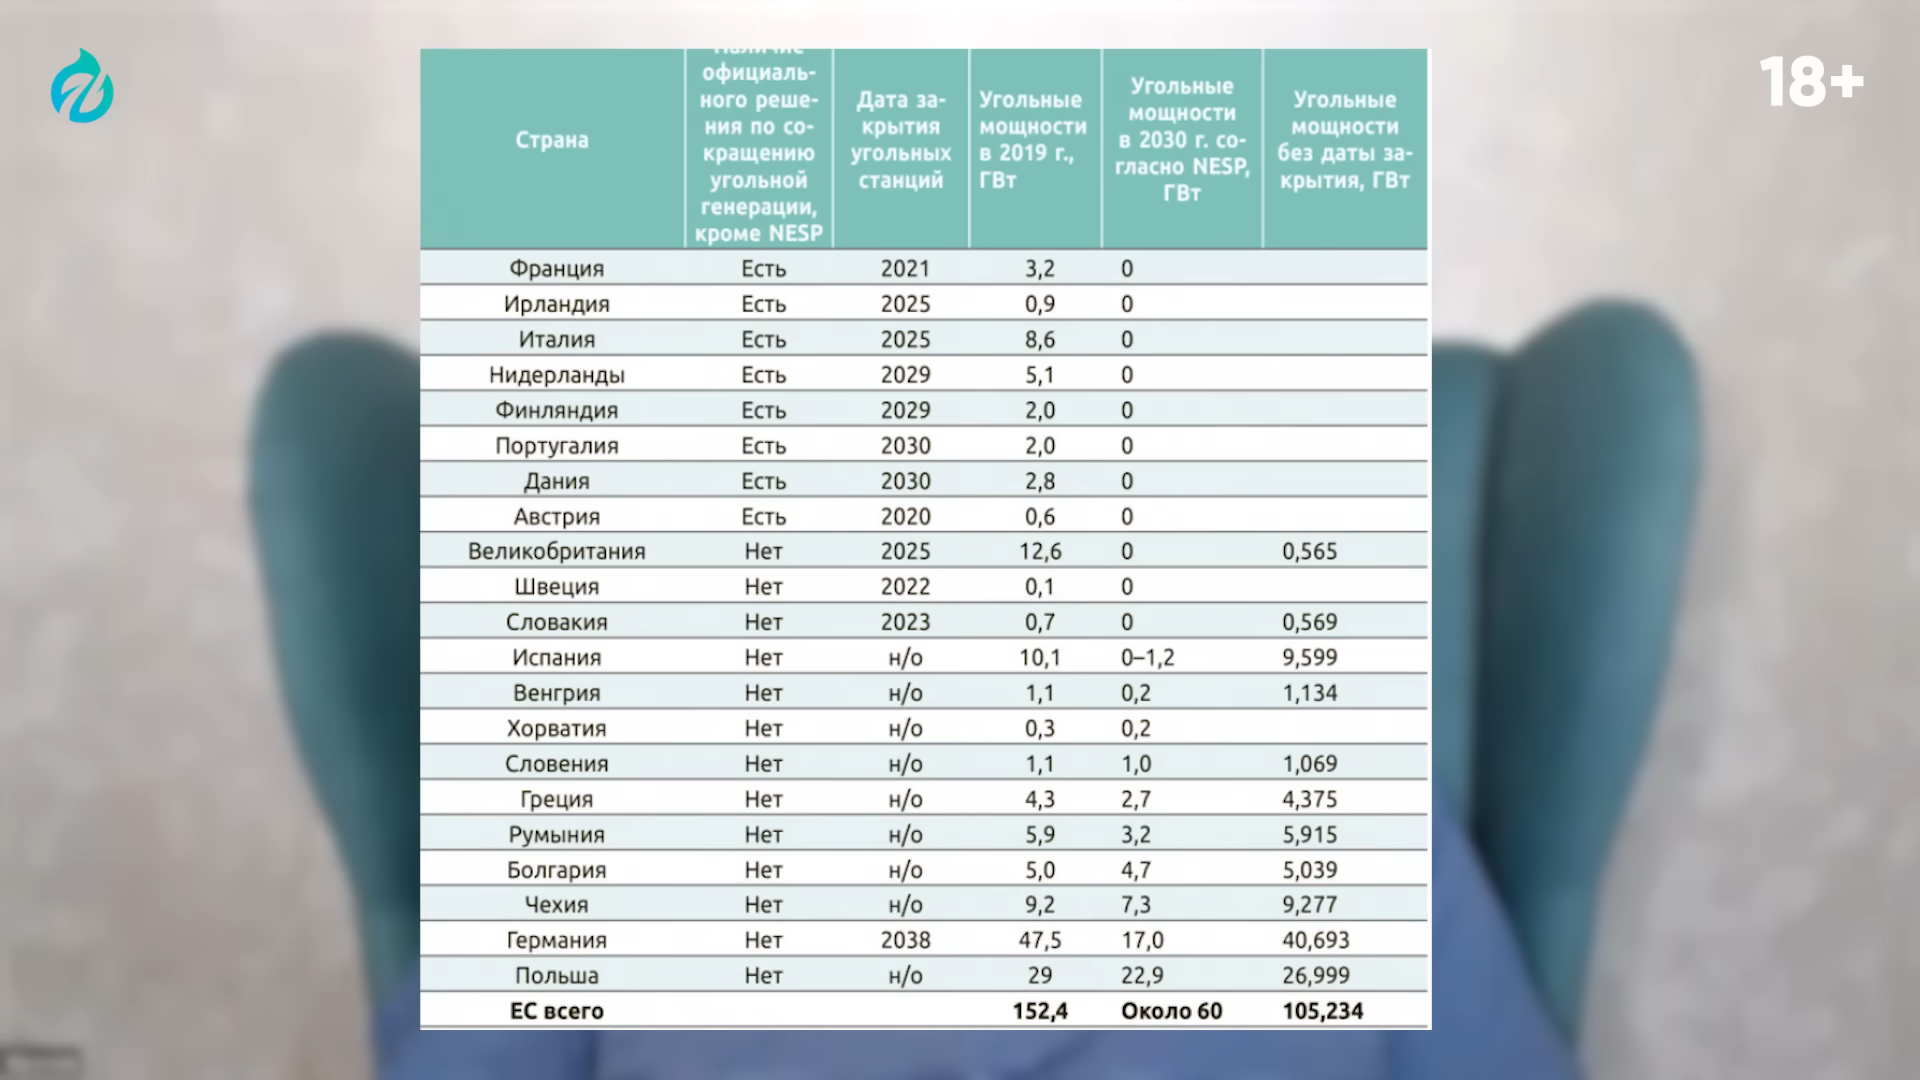 18+
Страна
Наличие
официаль-
ного реше-
ния по со-
кращению
угольной
генерации,
кроме NESP
Дата за-
крытия
угольных
станций
Угольные
мощности
в 2019 г.,
ГВт
Угольные
мощности
в 2030 г. со-
гласно NESP,
ГВт
Угольные
мощности
без даты за-
крытия, ГВт
Франция Есть 2021 3,2 0
Ирландия Есть 2025 0,9 0
Италия Есть 2025 8,6 0
Нидерланды Есть 2029 5,1 0
Финляндия Есть 2029 2,0 0
Португалия Есть 2030 2,0 0
Дания Есть 2030 2,8 0
Австрия Есть 2020 0,6 0
Великобритания Нет 2025 12,6 0 0,565
Швеция Нет 2022 0,1 0
Словакия Нет 2023 0,7 0 0,569
Испания Нет н/о 10,1 0–1,2 9,599
Венгрия Нет н/о 1,1 0,2 1,134
Хорватия Нет н/о 0,3 0,2
Словения Нет н/о 1,1 1,0 1,069
Греция Нет н/о 4,3 2,7 4,375
Румыния Нет н/о 5,9 3,2 5,915
Болгария Нет н/о 5,0 4,7 5,039
Чехия Нет н/о 9,2 7,3 9,277
Германия Нет 2038 47,5 17,0 40,693
Польша Нет н/о 29 22,9 26,999
ЕС всего 152,4 Около 60 105,234